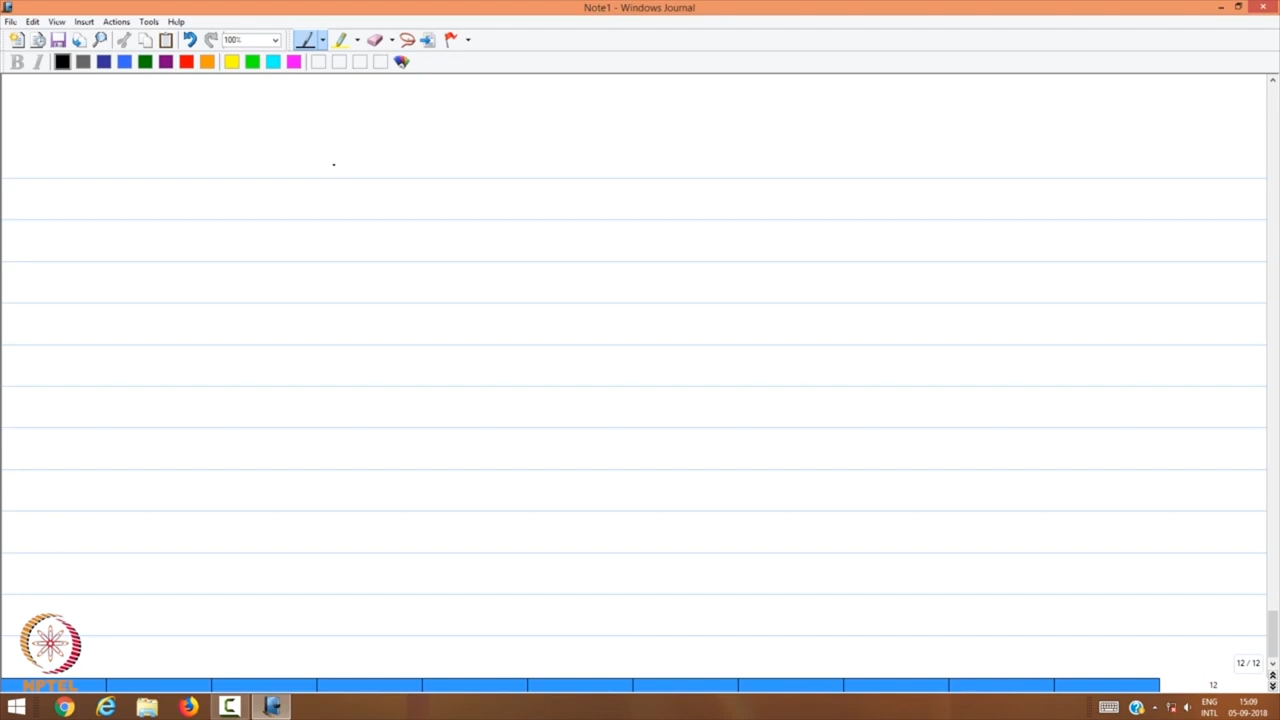 Note1 - Windows Journal
File Edit View Insert Actions Tools Help
100%
B I
12 / 12
12
NPTEL
ENG 15:09
INTL 05-09-2018